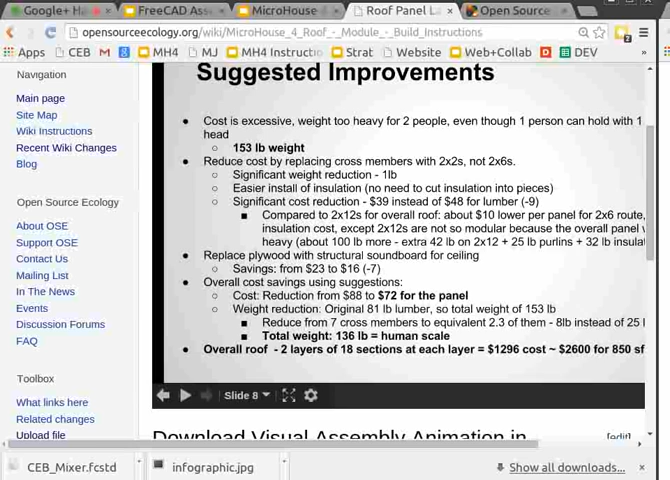 Google+ H
FreeCAD Ass
MicroHouse
Roof Panel L
Open Source
opensourceecology.org/wiki/MicroHouse_4_Roof_-_Module_-_Build_Instructions
Apps CEB M MH4 MH4 Instructio Strat Website Web+Collab D DEV »
Navigation
Main page
Site Map
Wiki Instructions
Recent Wiki Changes
Blog
Open Source Ecology
About OSE
Support OSE
Contact Us
Mailing List
In The News
Events
Discussion Forums
FAQ
Toolbox
What links here
Related changes
Upload file
Suggested Improvements
● Cost is excessive, weight too heavy for 2 people, even though 1 person can hold with 1
head
○ 153 lb weight
● Reduce cost by replacing cross members with 2x2s, not 2x6s.
○ Significant weight reduction - 1lb
○ Easier install of insulation (no need to cut insulation into pieces)
○ Significant cost reduction - $39 instead of $48 for lumber (-9)
■ Compared to 2x12s for overall roof: about $10 lower per panel for 2x6 route,
insulation cost, except 2x12s are not so modular because the overall panel
heavy (about 100 lb more - extra 42 lb on 2x12 + 25 lb purlins + 32 lb insulat
● Replace plywood with structural soundboard for ceiling
○ Savings: from $23 to $16 (-7)
● Overall cost savings using suggestions:
○ Cost: Reduction from $88 to $72 for the panel
○ Weight reduction: Original 81 lb lumber, so total weight of 153 lb
■ Reduce from 7 cross members to equivalent 2.3 of them - 8lb instead of 25 l
■ Total weight: 136 lb = human scale
● Overall roof - 2 layers of 18 sections at each layer = $1296 cost ~ $2600 for 850 sf
Slide 8
Download Visual Assembly Animation in
[edit]
CEB_Mixer.fcstd
infographic.jpg
Show all downloads...